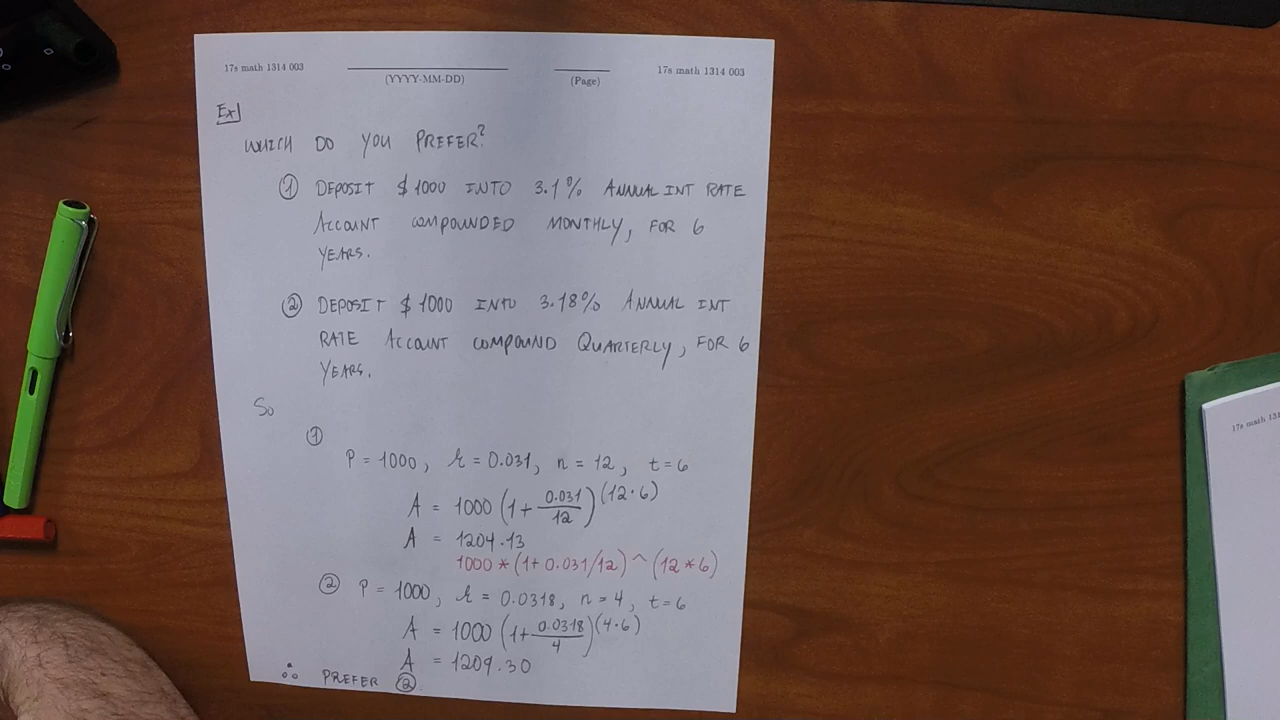 17s math 1314 003 (YYYY-MM-DD) (Page) 17s math 1314 003
Ex
WHICH DO YOU PREFER?
① DEPOSIT $1000 INTO 3.1% ANNUAL INT RATE
ACCOUNT COMPOUNDED MONTHLY, FOR 6
YEARS.
② DEPOSIT $1000 INTO 3.18% ANNUAL INT
RATE ACCOUNT COMPOUND QUARTERLY, FOR 6
YEARS.
So
①
P = 1000, r = 0.031, n = 12, t = 6
A = 1000 (1 + 0.031/12)^(12·6)
A = 1204.13
1000 * (1 + 0.031/12) ^ (12 * 6)
② P = 1000, r = 0.0318, n = 4, t = 6
A = 1000 (1 + 0.0318/4)^(4·6)
A = 1209.30
∴ PREFER ②
17s math 131